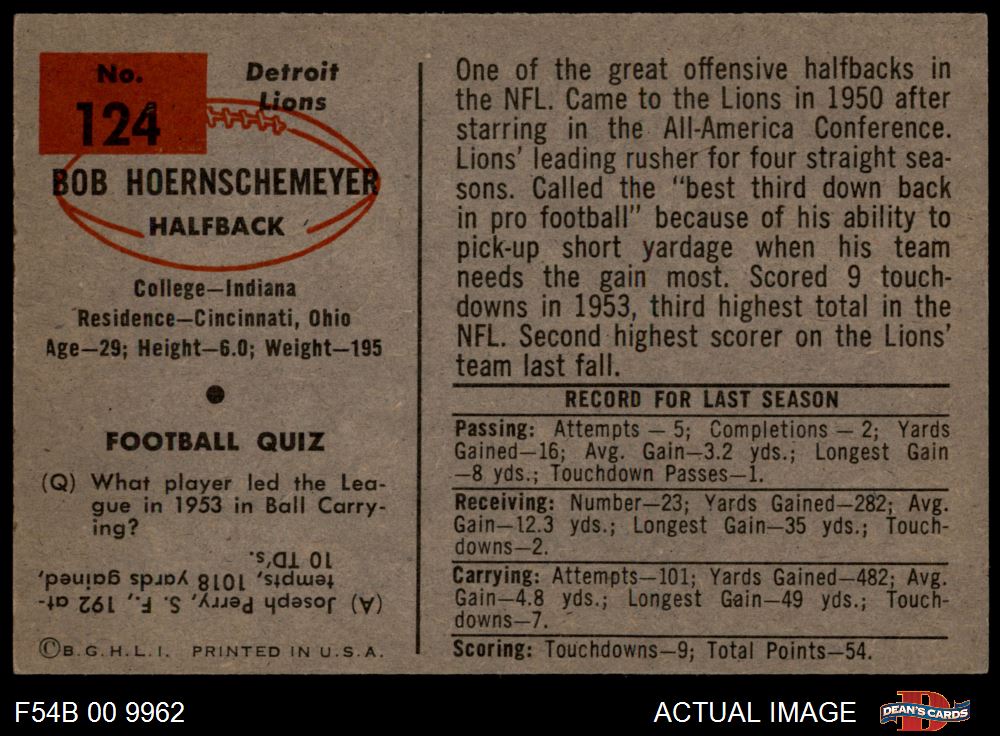 No.
124
Detroit
Lions
BOB HOERNSCHEMEYER
HALFBACK
College—Indiana
Residence—Cincinnati, Ohio
Age—29; Height—6.0; Weight—195
FOOTBALL QUIZ
(Q) What player led the Lea-
gue in 1953 in Ball Carry-
ing?
(A) Joseph Perry, S. F., 192 at-
tempts, 1018 yards gained,
10 TD's.
©B.G.H.L.I. PRINTED IN U.S.A.
One of the great offensive halfbacks in
the NFL. Came to the Lions in 1950 after
starring in the All-America Conference.
Lions' leading rusher for four straight sea-
sons. Called the "best third down back
in pro football" because of his ability to
pick-up short yardage when his team
needs the gain most. Scored 9 touch-
downs in 1953, third highest total in the
NFL. Second highest scorer on the Lions'
team last fall.
RECORD FOR LAST SEASON
Passing: Attempts — 5; Completions — 2; Yards
Gained—16; Avg. Gain—3.2 yds.; Longest Gain
—8 yds.; Touchdown Passes—1.
Receiving: Number—23; Yards Gained—282; Avg.
Gain—12.3 yds.; Longest Gain—35 yds.; Touch-
downs—2.
Carrying: Attempts—101; Yards Gained—482; Avg.
Gain—4.8 yds.; Longest Gain—49 yds.; Touch-
downs—7.
Scoring: Touchdowns—9; Total Points—54.
F54B 00 9962
ACTUAL IMAGE
DEAN'S CARDS